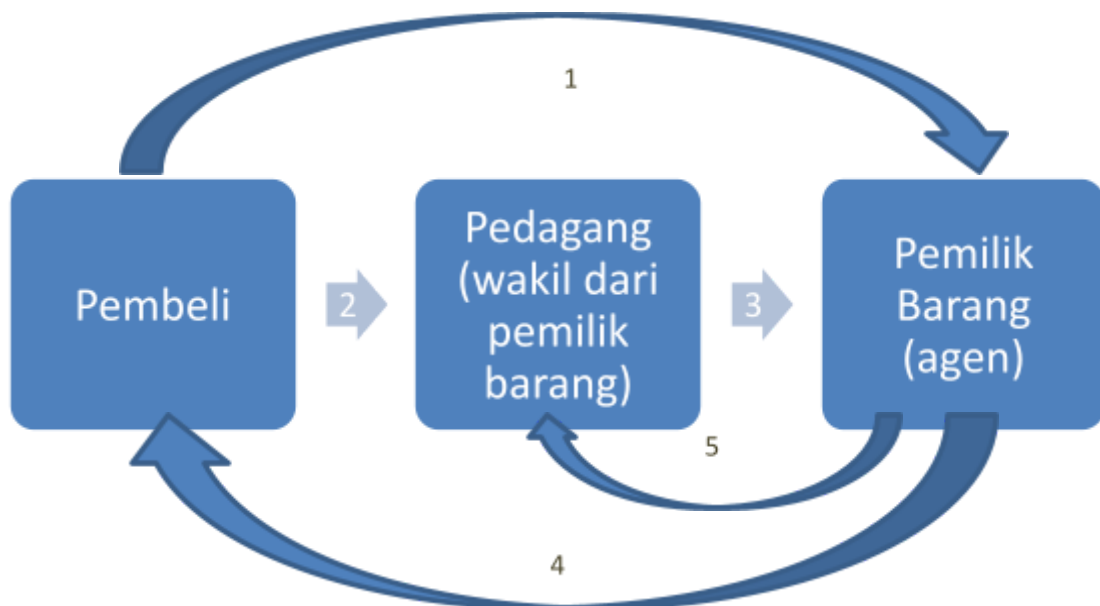 1
Pembeli
2
Pedagang
(wakil dari
pemilik
barang)
3
Pemilik
Barang
(agen)
5
4